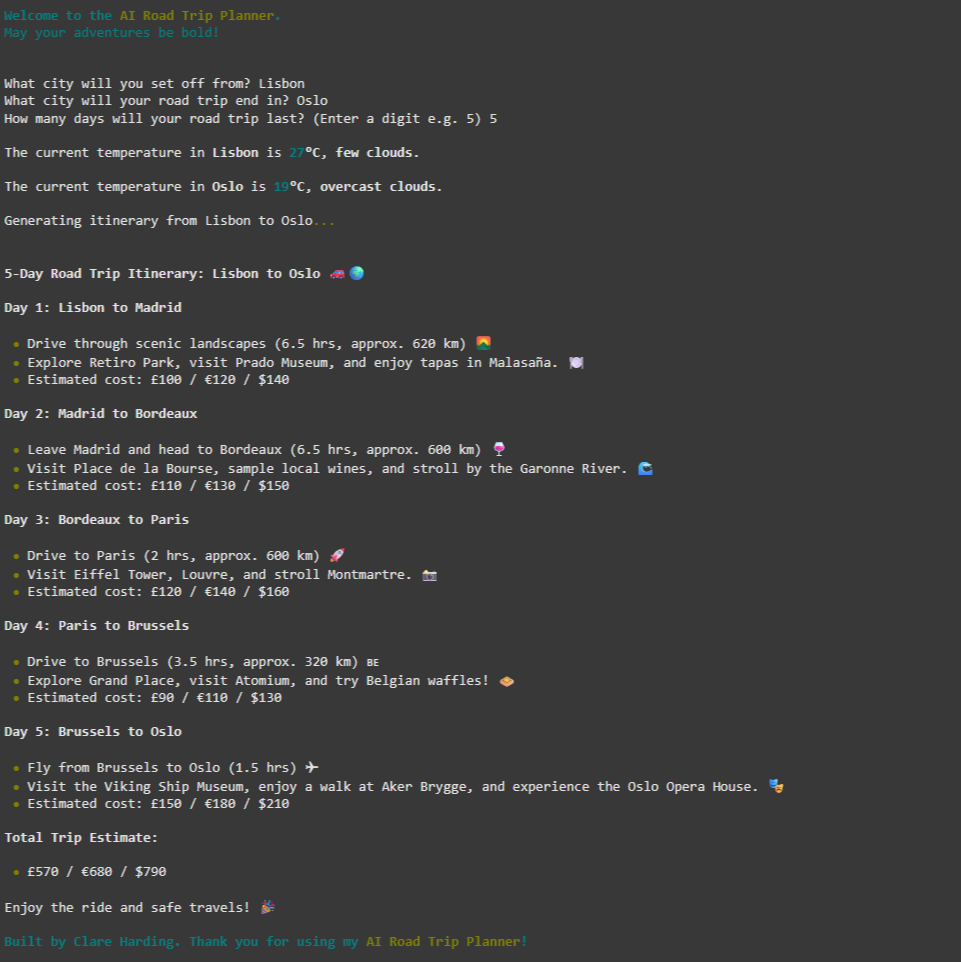 Welcome to the AI Road Trip Planner.
May your adventures be bold!
What city will you set off from? Lisbon
What city will your road trip end in? Oslo
How many days will your road trip last? (Enter a digit e.g. 5) 5
The current temperature in Lisbon is 27°C, few clouds.
The current temperature in Oslo is 19°C, overcast clouds.
Generating itinerary from Lisbon to Oslo...
5-Day Road Trip Itinerary: Lisbon to Oslo 🚗🌍
Day 1: Lisbon to Madrid
• Drive through scenic landscapes (6.5 hrs, approx. 620 km) 🌄
• Explore Retiro Park, visit Prado Museum, and enjoy tapas in Malasaña. 🍽️
• Estimated cost: £100 / €120 / $140
Day 2: Madrid to Bordeaux
• Leave Madrid and head to Bordeaux (6.5 hrs, approx. 600 km) 🍷
• Visit Place de la Bourse, sample local wines, and stroll by the Garonne River. 🌊
• Estimated cost: £110 / €130 / $150
Day 3: Bordeaux to Paris
• Drive to Paris (2 hrs, approx. 600 km) 🚀
• Visit Eiffel Tower, Louvre, and stroll Montmartre. 📸
• Estimated cost: £120 / €140 / $160
Day 4: Paris to Brussels
• Drive to Brussels (3.5 hrs, approx. 320 km) BE
• Explore Grand Place, visit Atomium, and try Belgian waffles! 🧇
• Estimated cost: £90 / €110 / $130
Day 5: Brussels to Oslo
• Fly from Brussels to Oslo (1.5 hrs) ✈
• Visit the Viking Ship Museum, enjoy a walk at Aker Brygge, and experience the Oslo Opera House. 🎭
• Estimated cost: £150 / €180 / $210
Total Trip Estimate:
• £570 / €680 / $790
Enjoy the ride and safe travels! 🎉
Built by Clare Harding. Thank you for using my AI Road Trip Planner!